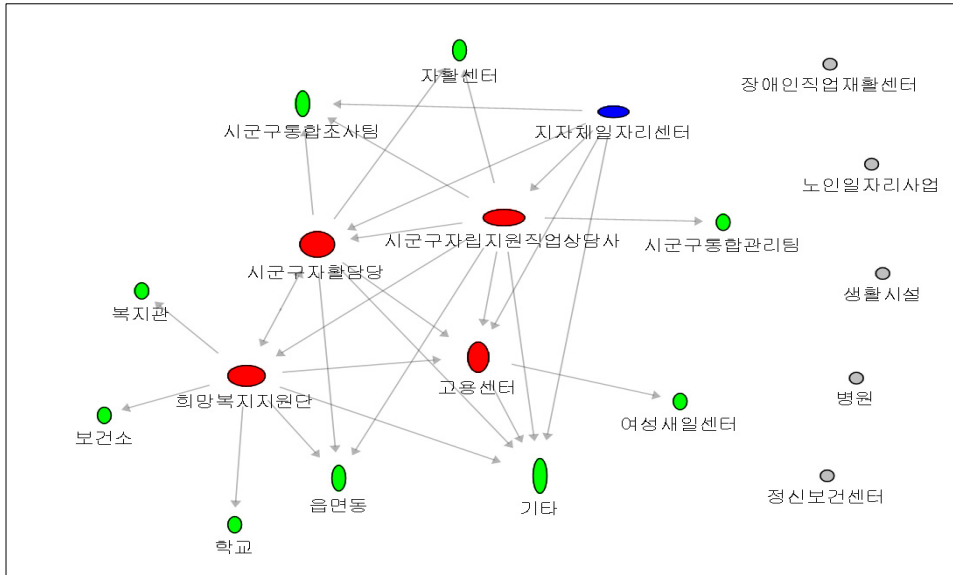 자활센터
장애인직업재활센터
시군구통합조사팀
지자체일자리센터
노인일자리사업
시군구자립지원직업상담사
시군구통합관리팀
시군구자활담당
생활시설
복지관
고용센터
희망복지지원단
병원
여성새일센터
보건소
정신보건센터
읍면동
기타
학교